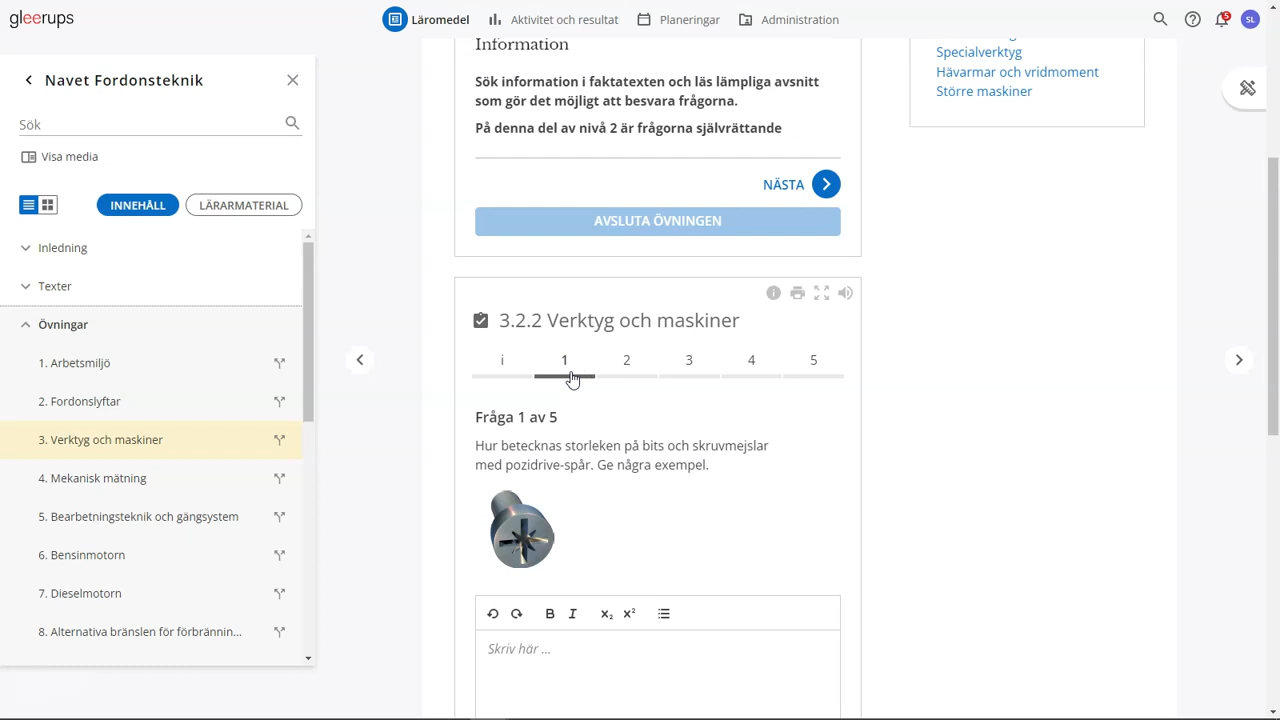 gleerups
Läromedel
Aktivitet och resultat
Planeringar
Administration
5
SL
Navet Fordonsteknik
Sök
Visa media
INNEHÅLL
LÄRARMATERIAL
Inledning
Texter
Övningar
1. Arbetsmiljö
2. Fordonslyftar
3. Verktyg och maskiner
4. Mekanisk mätning
5. Bearbetningsteknik och gängsystem
6. Bensinmotorn
7. Dieselmotorn
8. Alternativa bränslen för förbrännin...
Information
Sök information i faktatexten och läs lämpliga avsnitt
som gör det möjligt att besvara frågorna.
På denna del av nivå 2 är frågorna självrättande
NÄSTA
AVSLUTA ÖVNINGEN
3.2.2 Verktyg och maskiner
i 1 2 3 4 5
Fråga 1 av 5
Hur betecknas storleken på bits och skruvmejslar
med pozidrive-spår. Ge några exempel.
B I X₂ X²
Skriv här ...
Specialverktyg
Hävarmar och vridmoment
Större maskiner